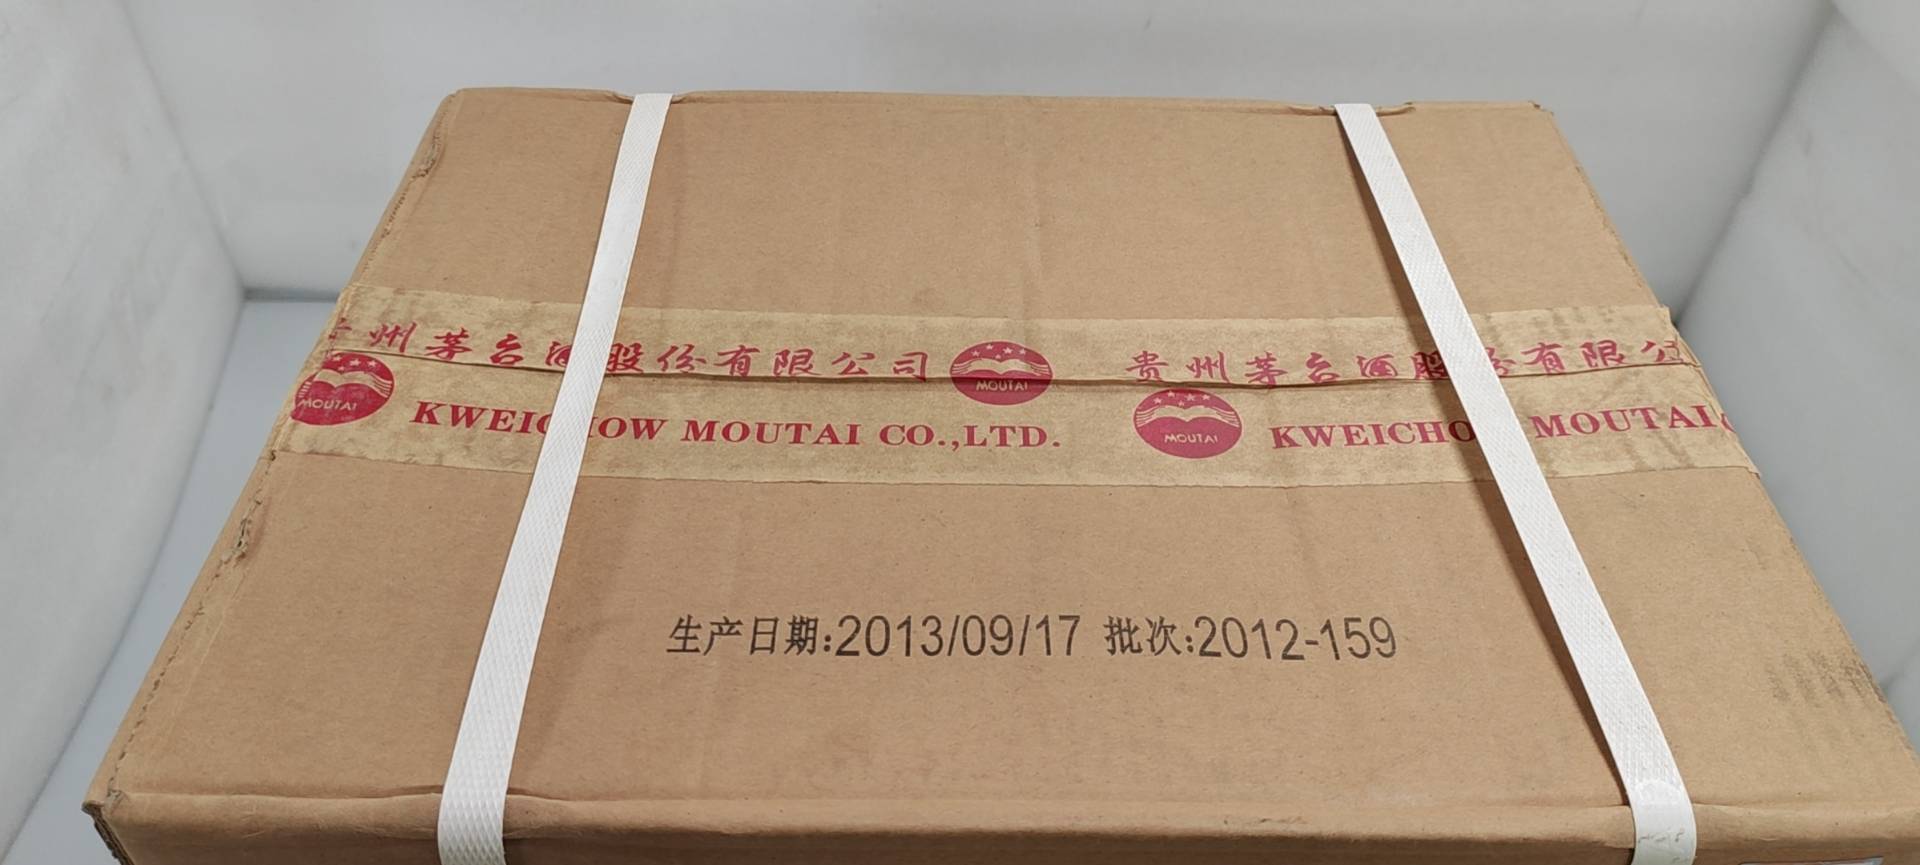 州茅台酒股份有限公司 MOUTAI 贵州茅台酒股份有限公
MOUTAI KWEICHOW MOUTAI CO.,LTD. MOUTAI KWEICHO MOUTAI
生产日期:2013/09/17 批次:2012-159